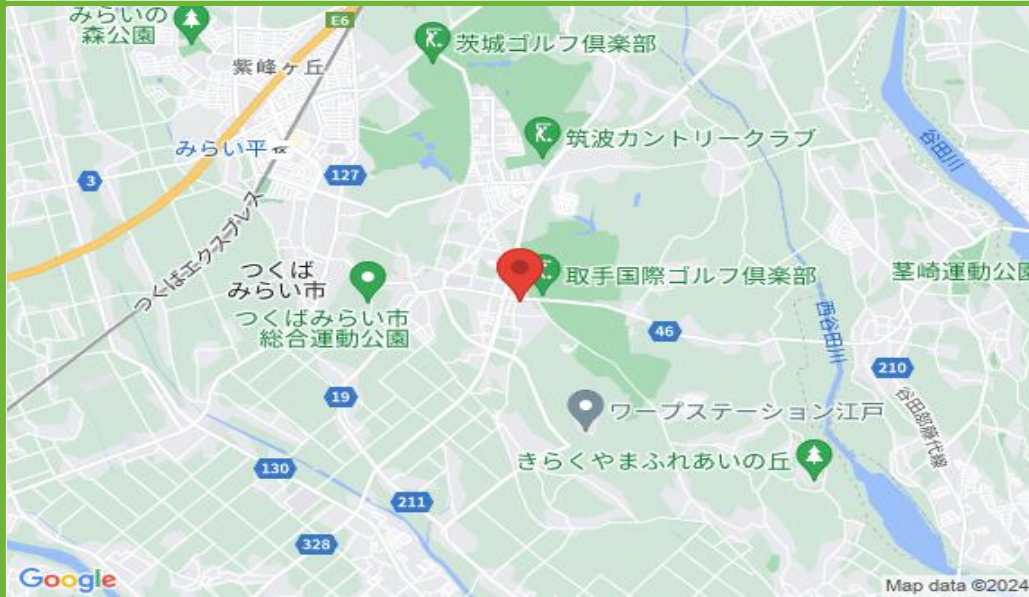 みらいの
森公園
E6
茨城ゴルフ倶楽部
紫峰ヶ丘
筑波カントリークラブ
谷田川
みらい平
3
127
つくばエクスプレス
つくば
みらい市
取手国際ゴルフ倶楽部
茎崎運動公園
つくばみらい市
総合運動公園
46
西谷田川
210
19
ワープステーション江戸
谷田部藤代線
きらくやまふれあいの丘
130
211
328
Google
Map data ©2024